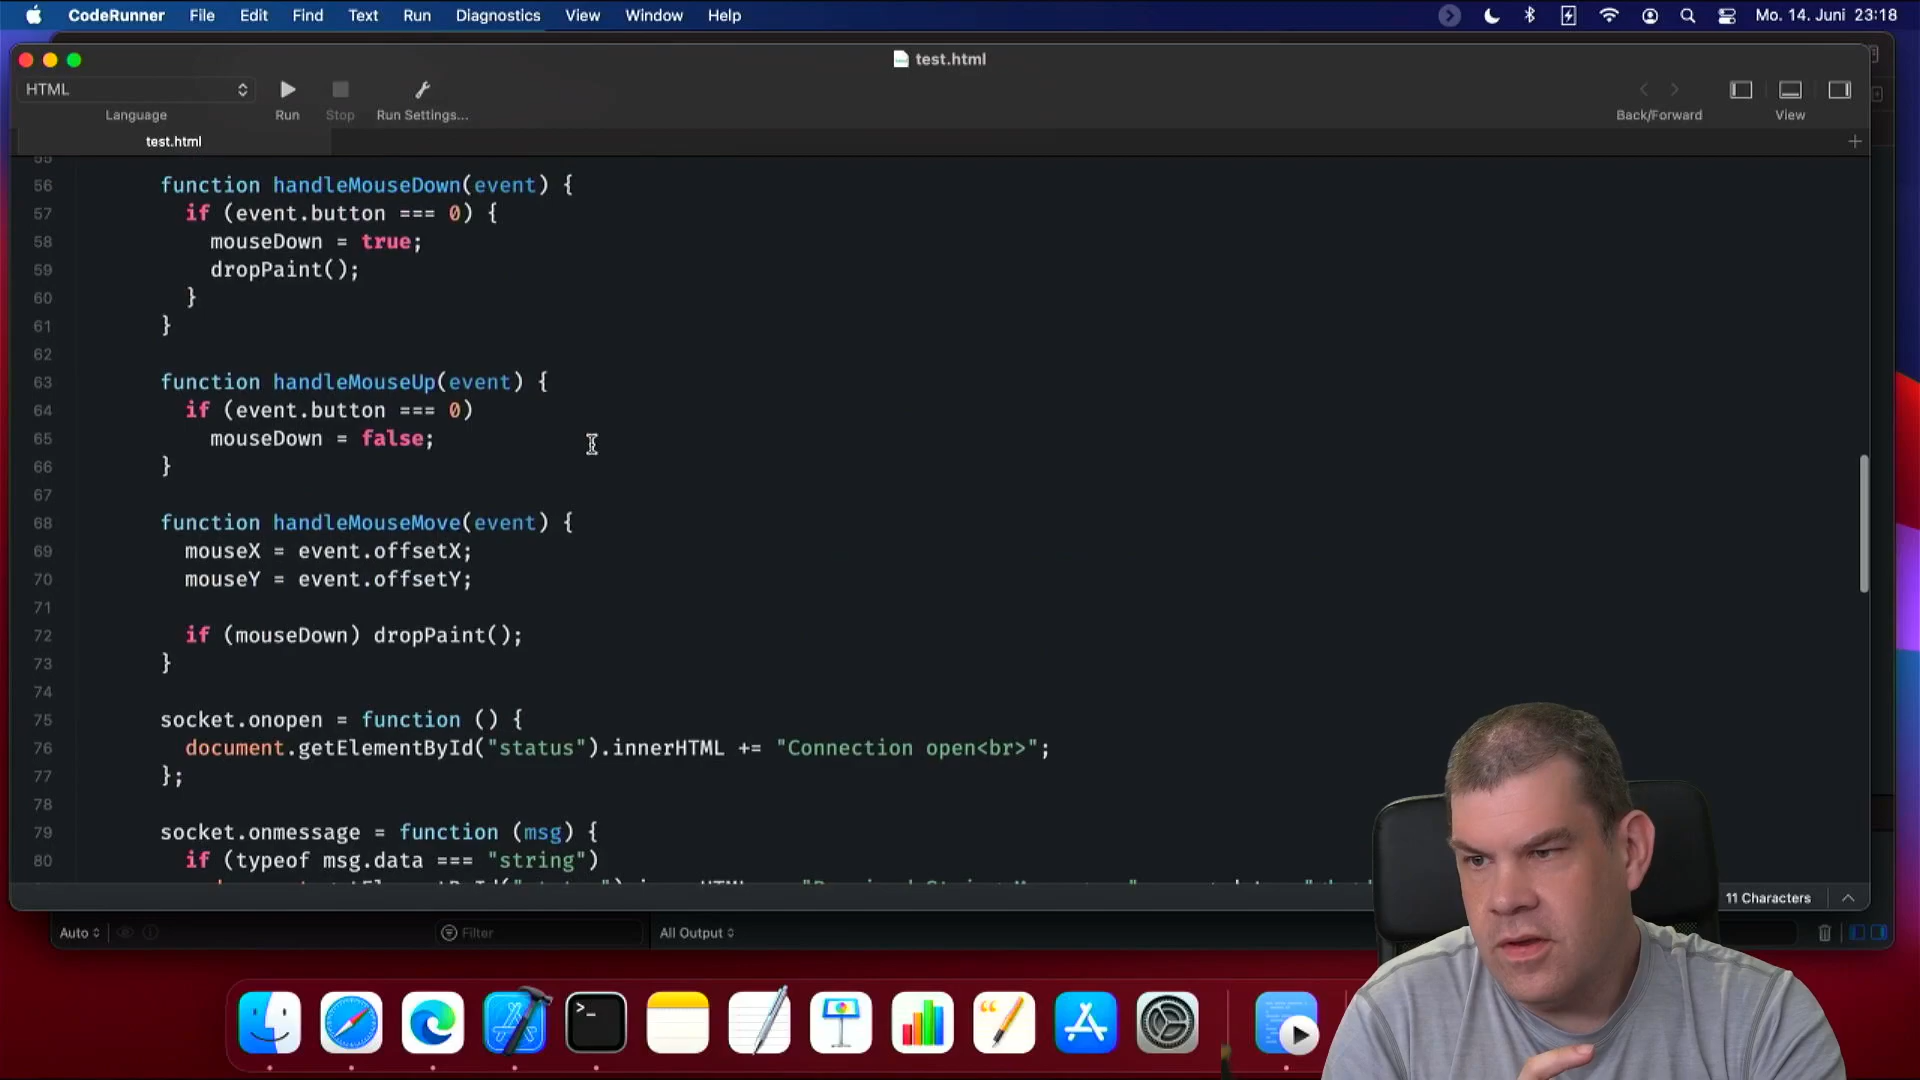 CodeRunner File Edit Find Text Run Diagnostics View Window Help Mo. 14. Juni 23:18
test.html
HTML
Language Run Stop Run Settings... Back/Forward View
test.html
55
56 function handleMouseDown(event) {
57 if (event.button === 0) {
58 mouseDown = true;
59 dropPaint();
60 }
61 }
62
63 function handleMouseUp(event) {
64 if (event.button === 0)
65 mouseDown = false;
66 }
67
68 function handleMouseMove(event) {
69 mouseX = event.offsetX;
70 mouseY = event.offsetY;
71
72 if (mouseDown) dropPaint();
73 }
74
75 socket.onopen = function () {
76 document.getElementById("status").innerHTML += "Connection open<br>";
77 };
78
79 socket.onmessage = function (msg) {
80 if (typeof msg.data === "string")
11 Characters
Auto Filter All Output